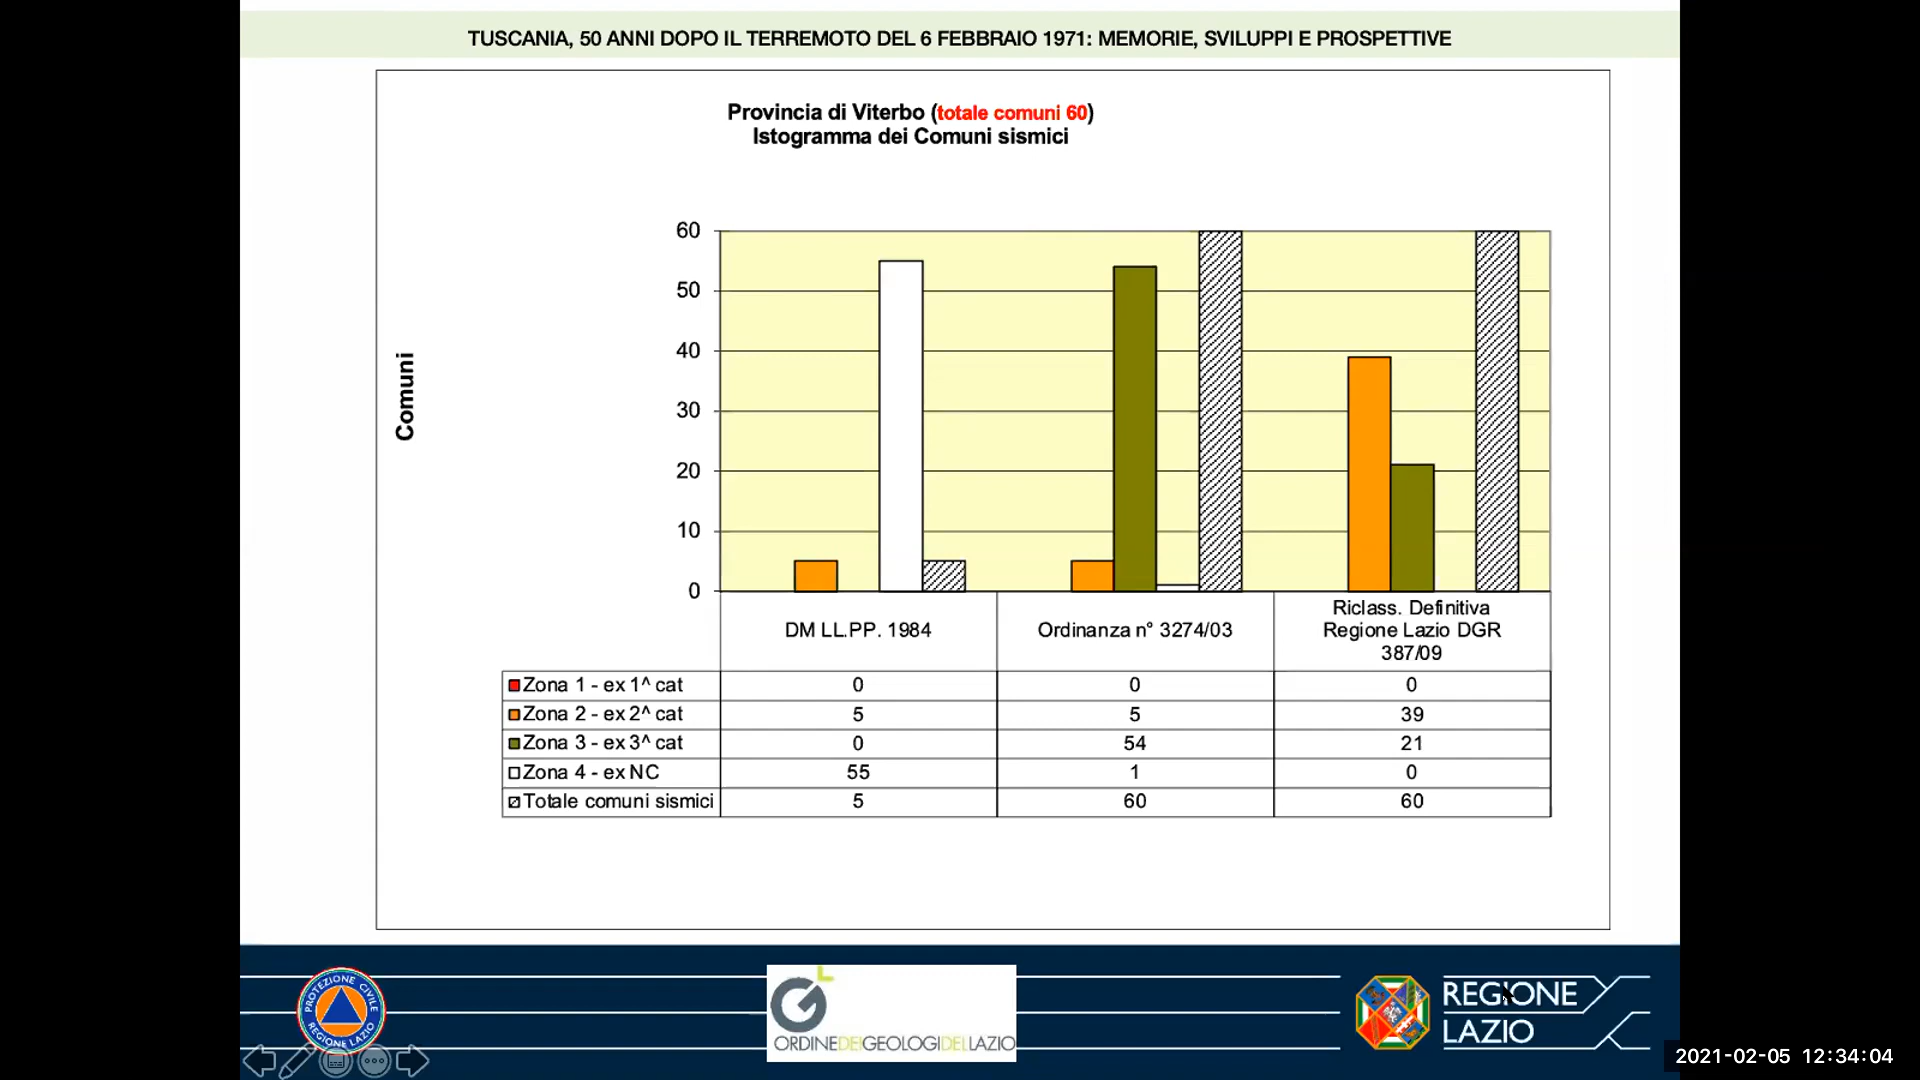 TUSCANIA, 50 ANNI DOPO IL TERREMOTO DEL 6 FEBBRAIO 1971: MEMORIE, SVILUPPI E PROSPETTIVE
Provincia di Viterbo (totale comuni 60)
Istogramma dei Comuni sismici
Comuni
60
50
40
30
20
10
0
DM LL.PP. 1984
Ordinanza n° 3274/03
Riclass. Definitiva
Regione Lazio DGR
387/09
Zona 1 - ex 1^ cat 0 0 0
Zona 2 - ex 2^ cat 5 5 39
Zona 3 - ex 3^ cat 0 54 21
Zona 4 - ex NC 55 1 0
Totale comuni sismici 5 60 60
PROTEZIONE CIVILE
REGIONE LAZIO
ORDINEDEIGEOLOGIDELLAZIO
REGIONE
LAZIO
2021-02-05 12:34:04